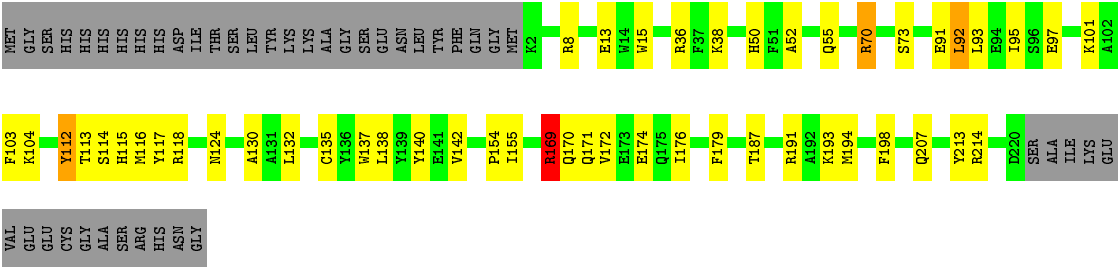 MET GLY SER HIS HIS HIS HIS HIS HIS ASP ILE THR SER LEU TYR LYS LYS ALA GLY SER GLU ASN LEU TYR PHE GLN GLY MET K2 R8 E13 W14 W15 R36 F37 K38 H50 F51 A52 Q55 R70 S73 E91 L92 L93 E94 I95 S96 E97 K101 A102
F103 K104 Y112 T113 S114 H115 M116 Y117 R118 N124 A130 A131 L132 C135 Y136 W137 L138 Y139 Y140 E141 V142 P154 I155 R169 Q170 Q171 V172 E173 E174 Q175 I176 F179 T187 R191 A192 K193 M194 F198 Q207 Y213 R214 D220 SER ALA ILE LYS GLU
VAL GLU GLU CYS GLY ALA SER ARG HIS ASN GLY